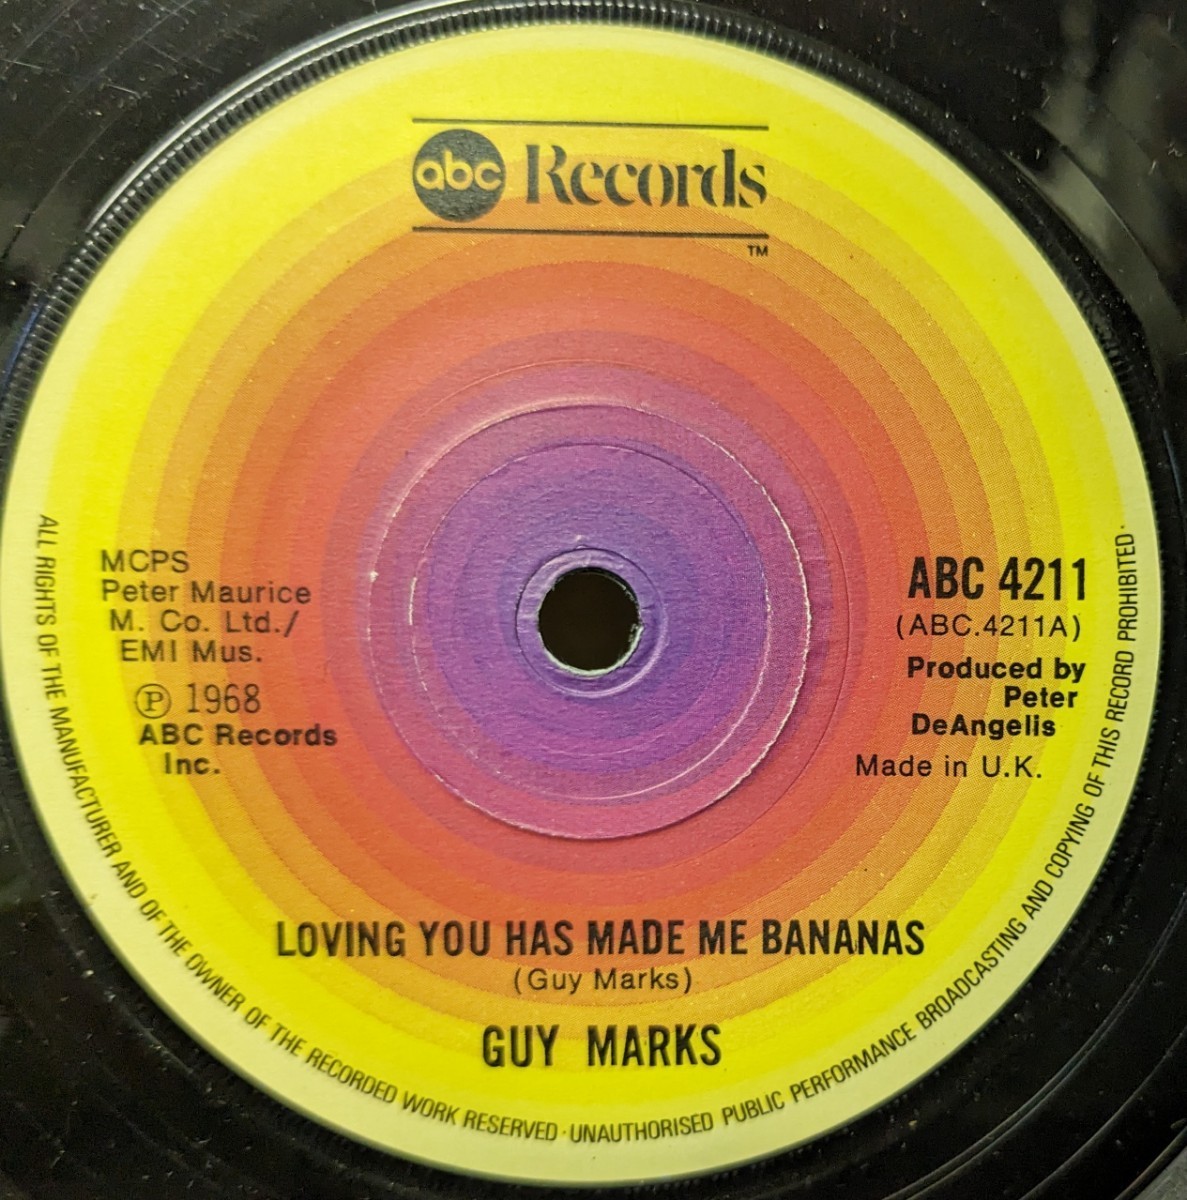 abc Records
TM
MCPS
Peter Maurice
M. Co. Ltd./
EMI Mus.
Ⓟ 1968
ABC Records
Inc.
ABC 4211
(ABC.4211A)
Produced by
Peter
DeAngelis
Made in U.K.
LOVING YOU HAS MADE ME BANANAS
(Guy Marks)
GUY MARKS
ALL RIGHTS OF THE MANUFACTURER AND OF THE OWNER OF THE RECORDED WORK RESERVED · UNAUTHORISED PUBLIC PERFORMANCE BROADCASTING AND COPYING OF THIS RECORD PROHIBITED ·